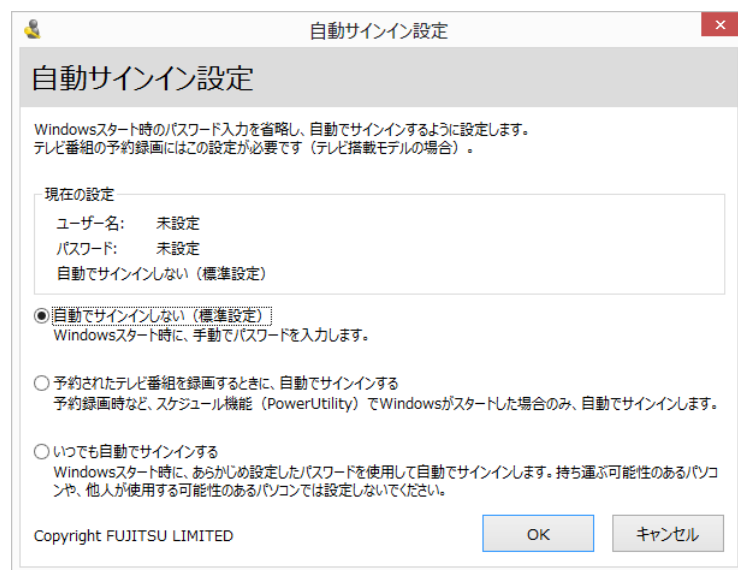 自動サインイン設定
自動サインイン設定
Windowsスタート時のパスワード入力を省略し、自動でサインインするように設定します。
テレビ番組の予約録画にはこの設定が必要です（テレビ搭載モデルの場合）。
現在の設定
ユーザー名: 未設定
パスワード: 未設定
自動でサインインしない（標準設定）
自動でサインインしない（標準設定）
Windowsスタート時に、手動でパスワードを入力します。
予約されたテレビ番組を録画するときに、自動でサインインする
予約録画時など、スケジュール機能（PowerUtility）でWindowsがスタートした場合のみ、自動でサインインします。
いつでも自動でサインインする
Windowsスタート時に、あらかじめ設定したパスワードを使用して自動でサインインします。持ち運ぶ可能性のあるパソコ
ンや、他人が使用する可能性のあるパソコンでは設定しないでください。
Copyright FUJITSU LIMITED
OK
キャンセル